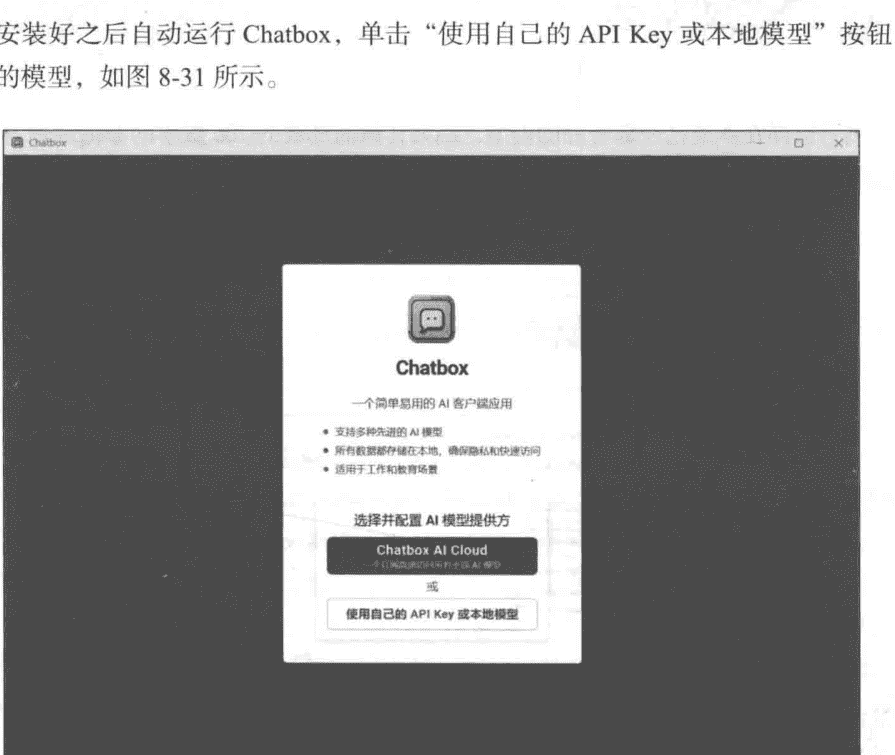 安装好之后自动运行 Chatbox，单击“使用自己的 API Key 或本地模型”按钮
的模型，如图 8-31 所示。
Chatbox
Chatbox
一个简单易用的 AI 客户端应用
支持多种先进的 AI 模型
所有数据都存储在本地，确保隐私和快速访问
适用于工作和教育场景
选择并配置 AI 模型提供方
Chatbox AI Cloud
AI 模型
或
使用自己的 API Key 或本地模型